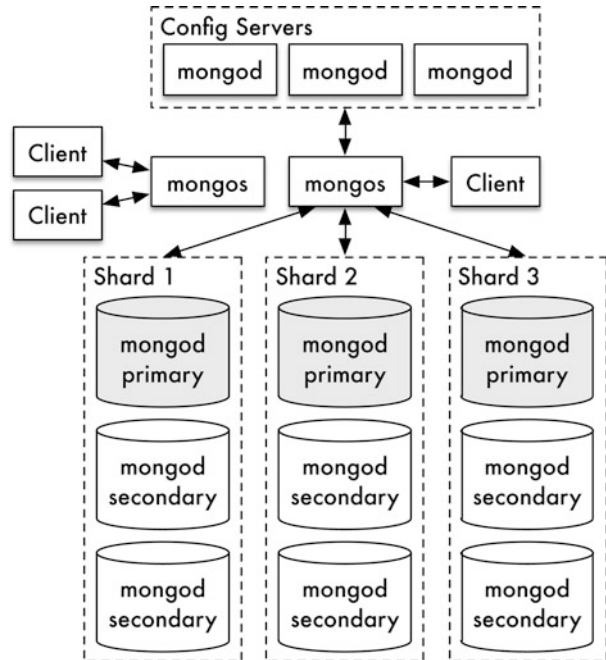 Config Servers
mongod
mongod
mongod
Client
Client
mongos
mongos
Client
Shard 1
mongod
primary
mongod
secondary
mongod
secondary
Shard 2
mongod
primary
mongod
secondary
mongod
secondary
Shard 3
mongod
primary
mongod
secondary
mongod
secondary